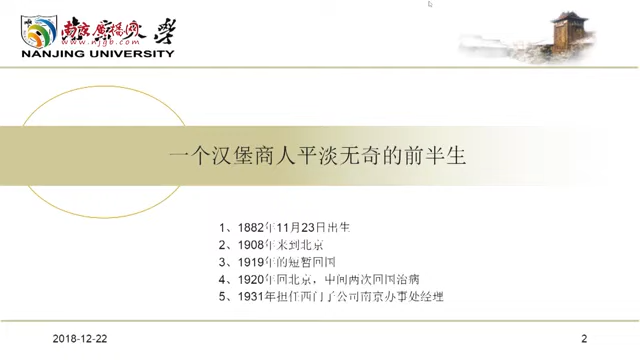 南京广播网
www.njgb.com
大学
NANJING UNIVERSITY
一个汉堡商人平淡无奇的前半生
1、1882年11月23日出生
2、1908年来到北京
3、1919年的短暂回国
4、1920年回北京，中间两次回国治病
5、1931年担任西门子公司南京办事处经理
2018-12-22
2